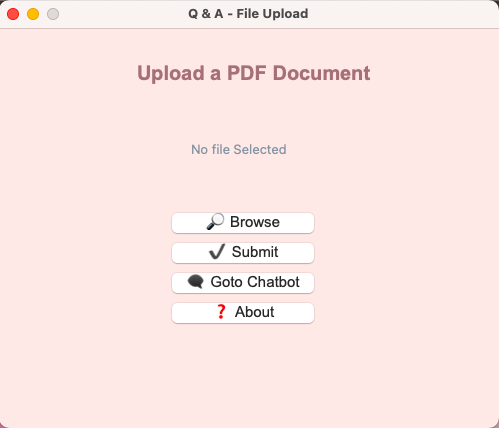 Q & A - File Upload
Upload a PDF Document
No file Selected
🔎 Browse
✔ Submit
🗨 Goto Chatbot
❓ About